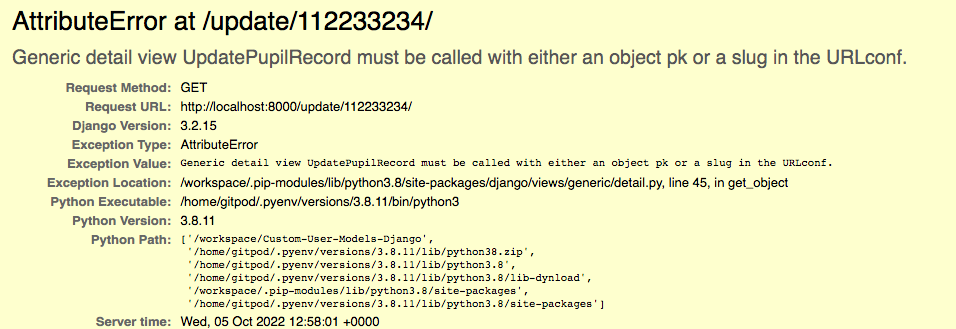 AttributeError at /update/112233234/
Generic detail view UpdatePupilRecord must be called with either an object pk or a slug in the URLconf.
Request Method: GET
Request URL: http://localhost:8000/update/112233234/
Django Version: 3.2.15
Exception Type: AttributeError
Exception Value: Generic detail view UpdatePupilRecord must be called with either an object pk or a slug in the URLconf.
Exception Location: /workspace/.pip-modules/lib/python3.8/site-packages/django/views/generic/detail.py, line 45, in get_object
Python Executable: /home/gitpod/.pyenv/versions/3.8.11/bin/python3
Python Version: 3.8.11
Python Path: ['/workspace/Custom-User-Models-Django',
'/home/gitpod/.pyenv/versions/3.8.11/lib/python38.zip',
'/home/gitpod/.pyenv/versions/3.8.11/lib/python3.8',
'/home/gitpod/.pyenv/versions/3.8.11/lib/python3.8/lib-dynload',
'/workspace/.pip-modules/lib/python3.8/site-packages',
'/home/gitpod/.pyenv/versions/3.8.11/lib/python3.8/site-packages']
Server time: Wed, 05 Oct 2022 12:58:01 +0000